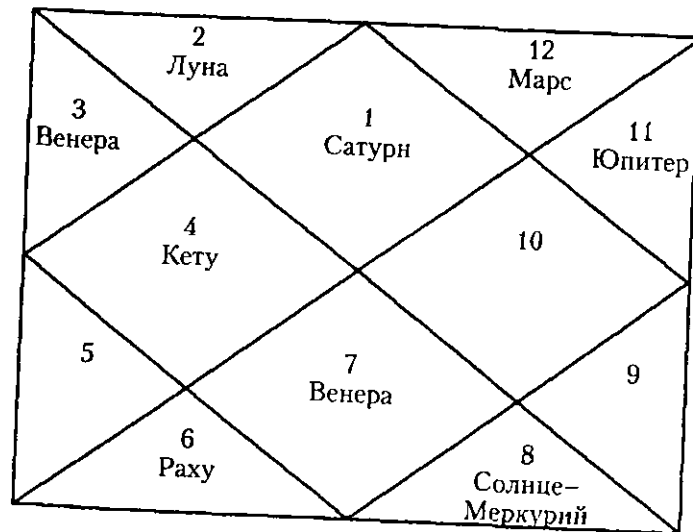 2
Луна
12
Марс
3
Венера
1
Сатурн
11
Юпитер
4
Кету
10
5
7
Венера
9
6
Раху
8
Солнце–
Меркурий